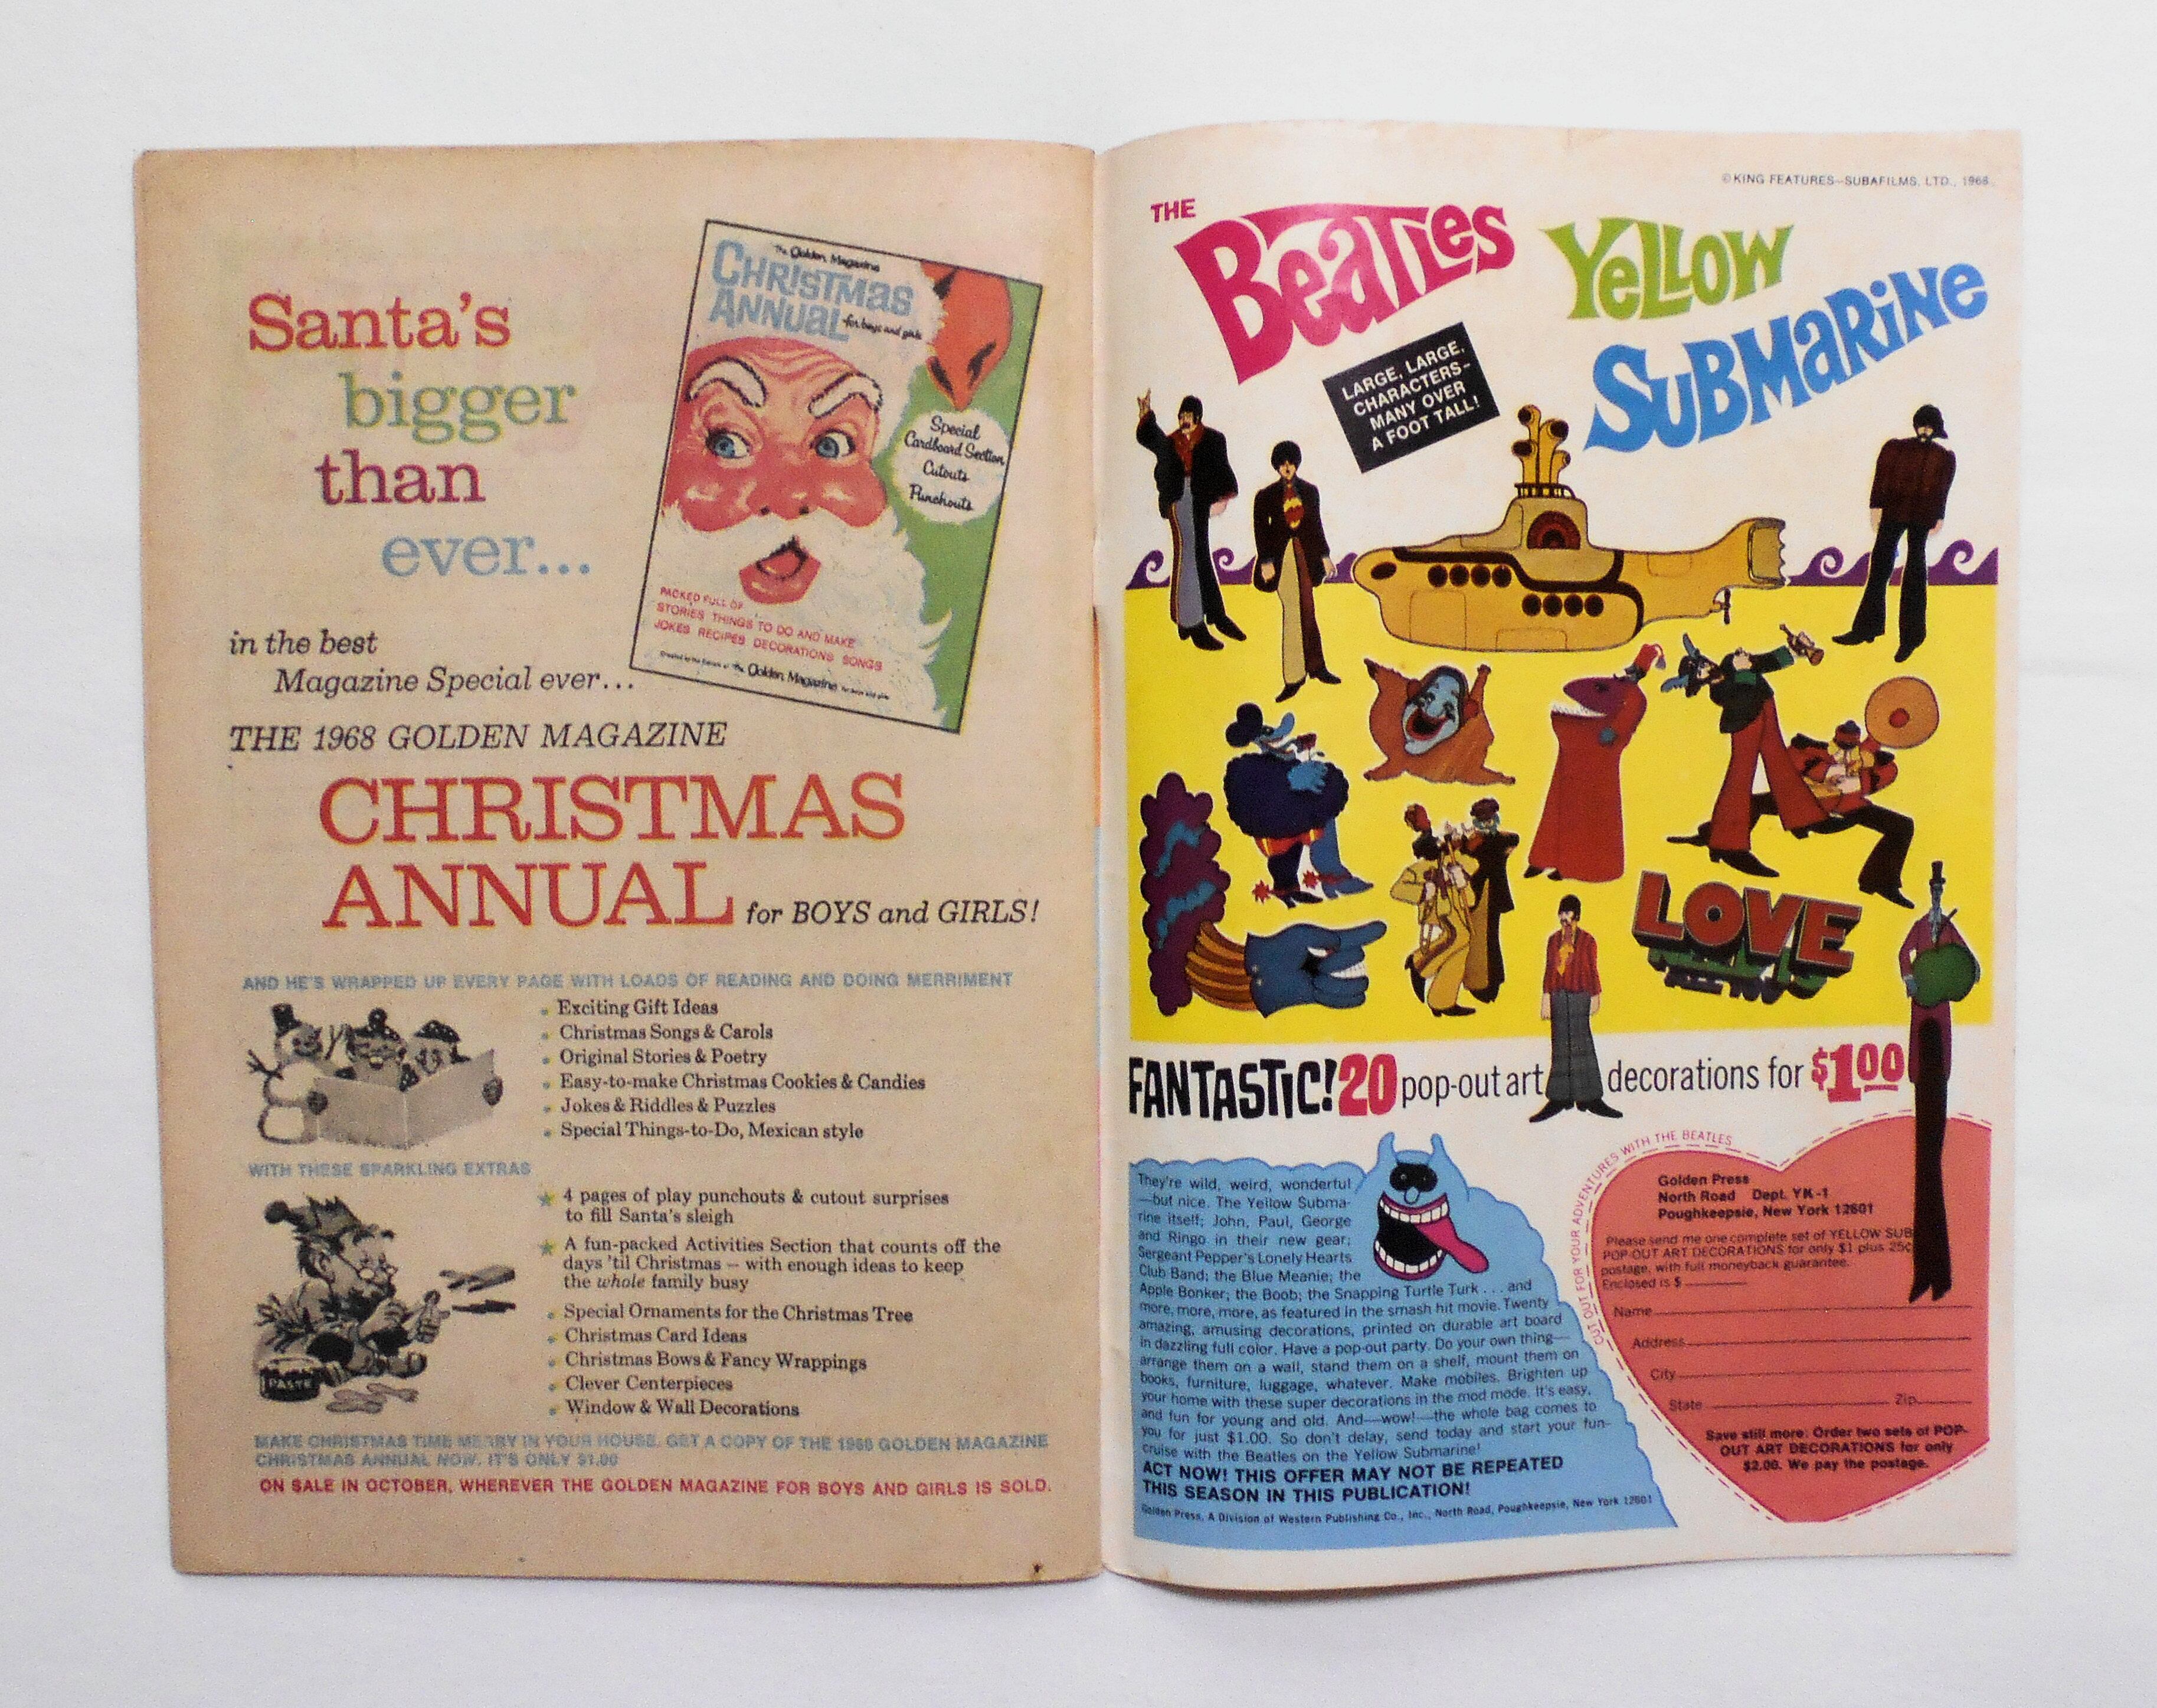 Santa's
bigger
than
ever...
in the best
Magazine Special ever...
THE 1968 GOLDEN MAGAZINE
CHRISTMAS
ANNUAL for BOYS and GIRLS!
The Golden Magazine
CHRISTMAS
ANNUAL
for boys and girls
Special
Cardboard Section
Cutouts
Punchouts
PACKED FULL OF
STORIES THINGS TO DO AND MAKE
JOKES RECIPES DECORATIONS SONGS
Created by the Editors of The Golden Magazine for boys and girls
AND HE'S WRAPPED UP EVERY PAGE WITH LOADS OF READING AND DOING MERRIMENT
Exciting Gift Ideas
Christmas Songs & Carols
Original Stories & Poetry
Easy-to-make Christmas Cookies & Candies
Jokes & Riddles & Puzzles
Special Things-to-Do, Mexican style
WITH THESE SPARKLING EXTRAS
4 pages of play punchouts & cutout surprises
to fill Santa's sleigh
A fun-packed Activities Section that counts off the
days 'til Christmas — with enough ideas to keep
the whole family busy
Special Ornaments for the Christmas Tree
Christmas Card Ideas
Christmas Bows & Fancy Wrappings
Clever Centerpieces
Window & Wall Decorations
PASTE
MAKE CHRISTMAS TIME MERRY IN YOUR HOUSE. GET A COPY OF THE 1968 GOLDEN MAGAZINE
CHRISTMAS ANNUAL NOW. IT'S ONLY $1.00
ON SALE IN OCTOBER, WHEREVER THE GOLDEN MAGAZINE FOR BOYS AND GIRLS IS SOLD.
© KING FEATURES—SUBAFILMS, LTD., 1968.
THE
BEATLES
YELLOW
SUBMARINE
LARGE, LARGE,
CHARACTERS-
MANY OVER
A FOOT TALL!
LOVE
FANTASTIC! 20 pop-out art decorations for $1.00
They're wild, weird, wonderful
—but nice. The Yellow Subma-
rine itself; John, Paul, George
and Ringo in their new gear;
Sergeant Pepper's Lonely Hearts
Club Band; the Blue Meanie; the
Apple Bonker; the Boob; the Snapping Turtle Turk . . . and
more, more, more, as featured in the smash hit movie. Twenty
amazing, amusing decorations, printed on durable art board
in dazzling full color. Have a pop-out party. Do your own thing—
arrange them on a wall, stand them on a shelf, mount them on
books, furniture, luggage, whatever. Make mobiles. Brighten up
your home with these super decorations in the mod mode. It's easy,
and fun for young and old. And—wow!—the whole bag comes to
you for just $1.00. So don't delay, send today and start your fun-
cruise with the Beatles on the Yellow Submarine!
ACT NOW! THIS OFFER MAY NOT BE REPEATED
THIS SEASON IN THIS PUBLICATION!
Golden Press, A Division of Western Publishing Co., Inc., North Road, Poughkeepsie, New York 12601
CUT OUT FOR YOUR ADVENTURES WITH THE BEATLES
Golden Press
North Road Dept. YK-1
Poughkeepsie, New York 12601
Please send me one complete set of YELLOW SUB
POP-OUT ART DECORATIONS for only $1 plus 25¢
postage, with full moneyback guarantee.
Enclosed is $
Name
Address
City
State Zip
Save still more: Order two sets of POP-
OUT ART DECORATIONS for only
$2.00. We pay the postage.